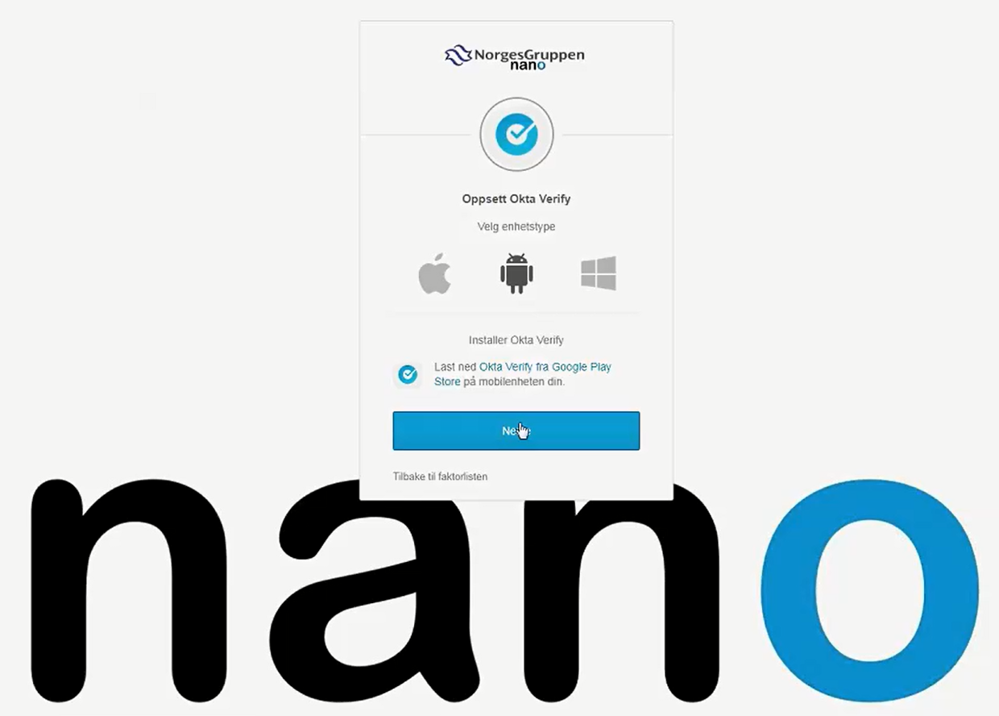 NorgesGruppen
nano
Oppsett Okta Verify
Velg enhetstype
Installer Okta Verify
Last ned Okta Verify fra Google Play
Store på mobilenheten din.
Tilbake til faktorlisten
nano